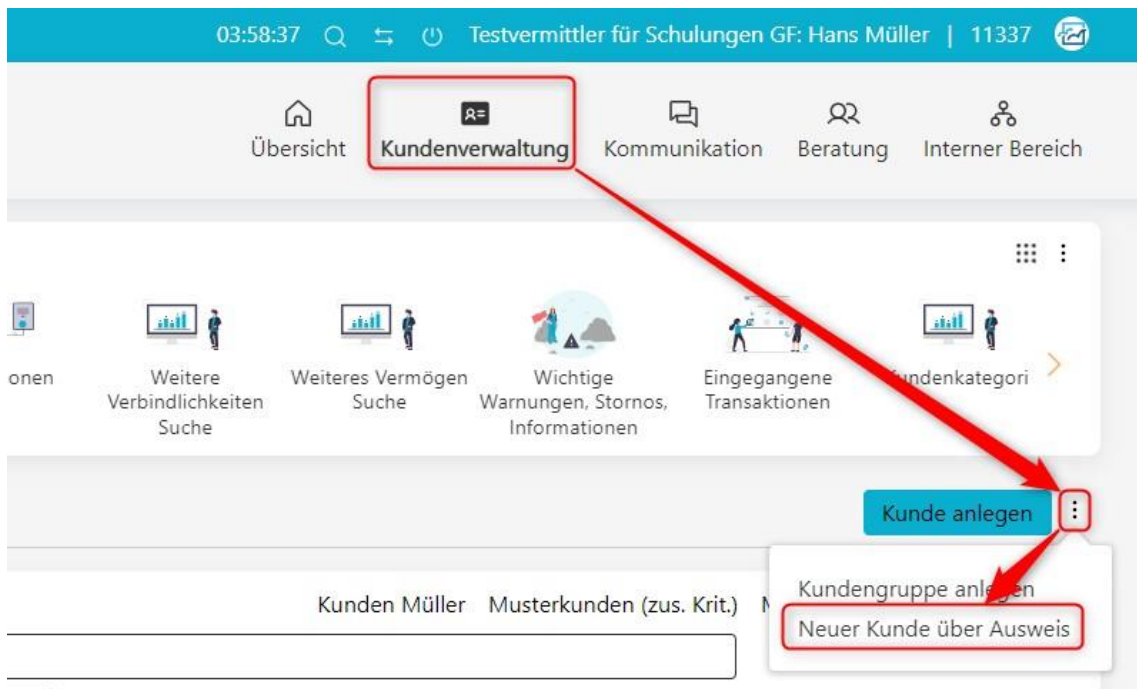 03:58:37 Testvermittler für Schulungen GF: Hans Müller | 11337
Übersicht Kundenverwaltung Kommunikation Beratung Interner Bereich
onen
Weitere
Verbindlichkeiten
Suche
Weiteres Vermögen
Suche
Wichtige
Warnungen, Stornos,
Informationen
Eingegangene
Transaktionen
undenkategori
Kunde anlegen
Kundengruppe anlegen
Neuer Kunde über Ausweis
Kunden Müller Musterkunden (zus. Krit.)